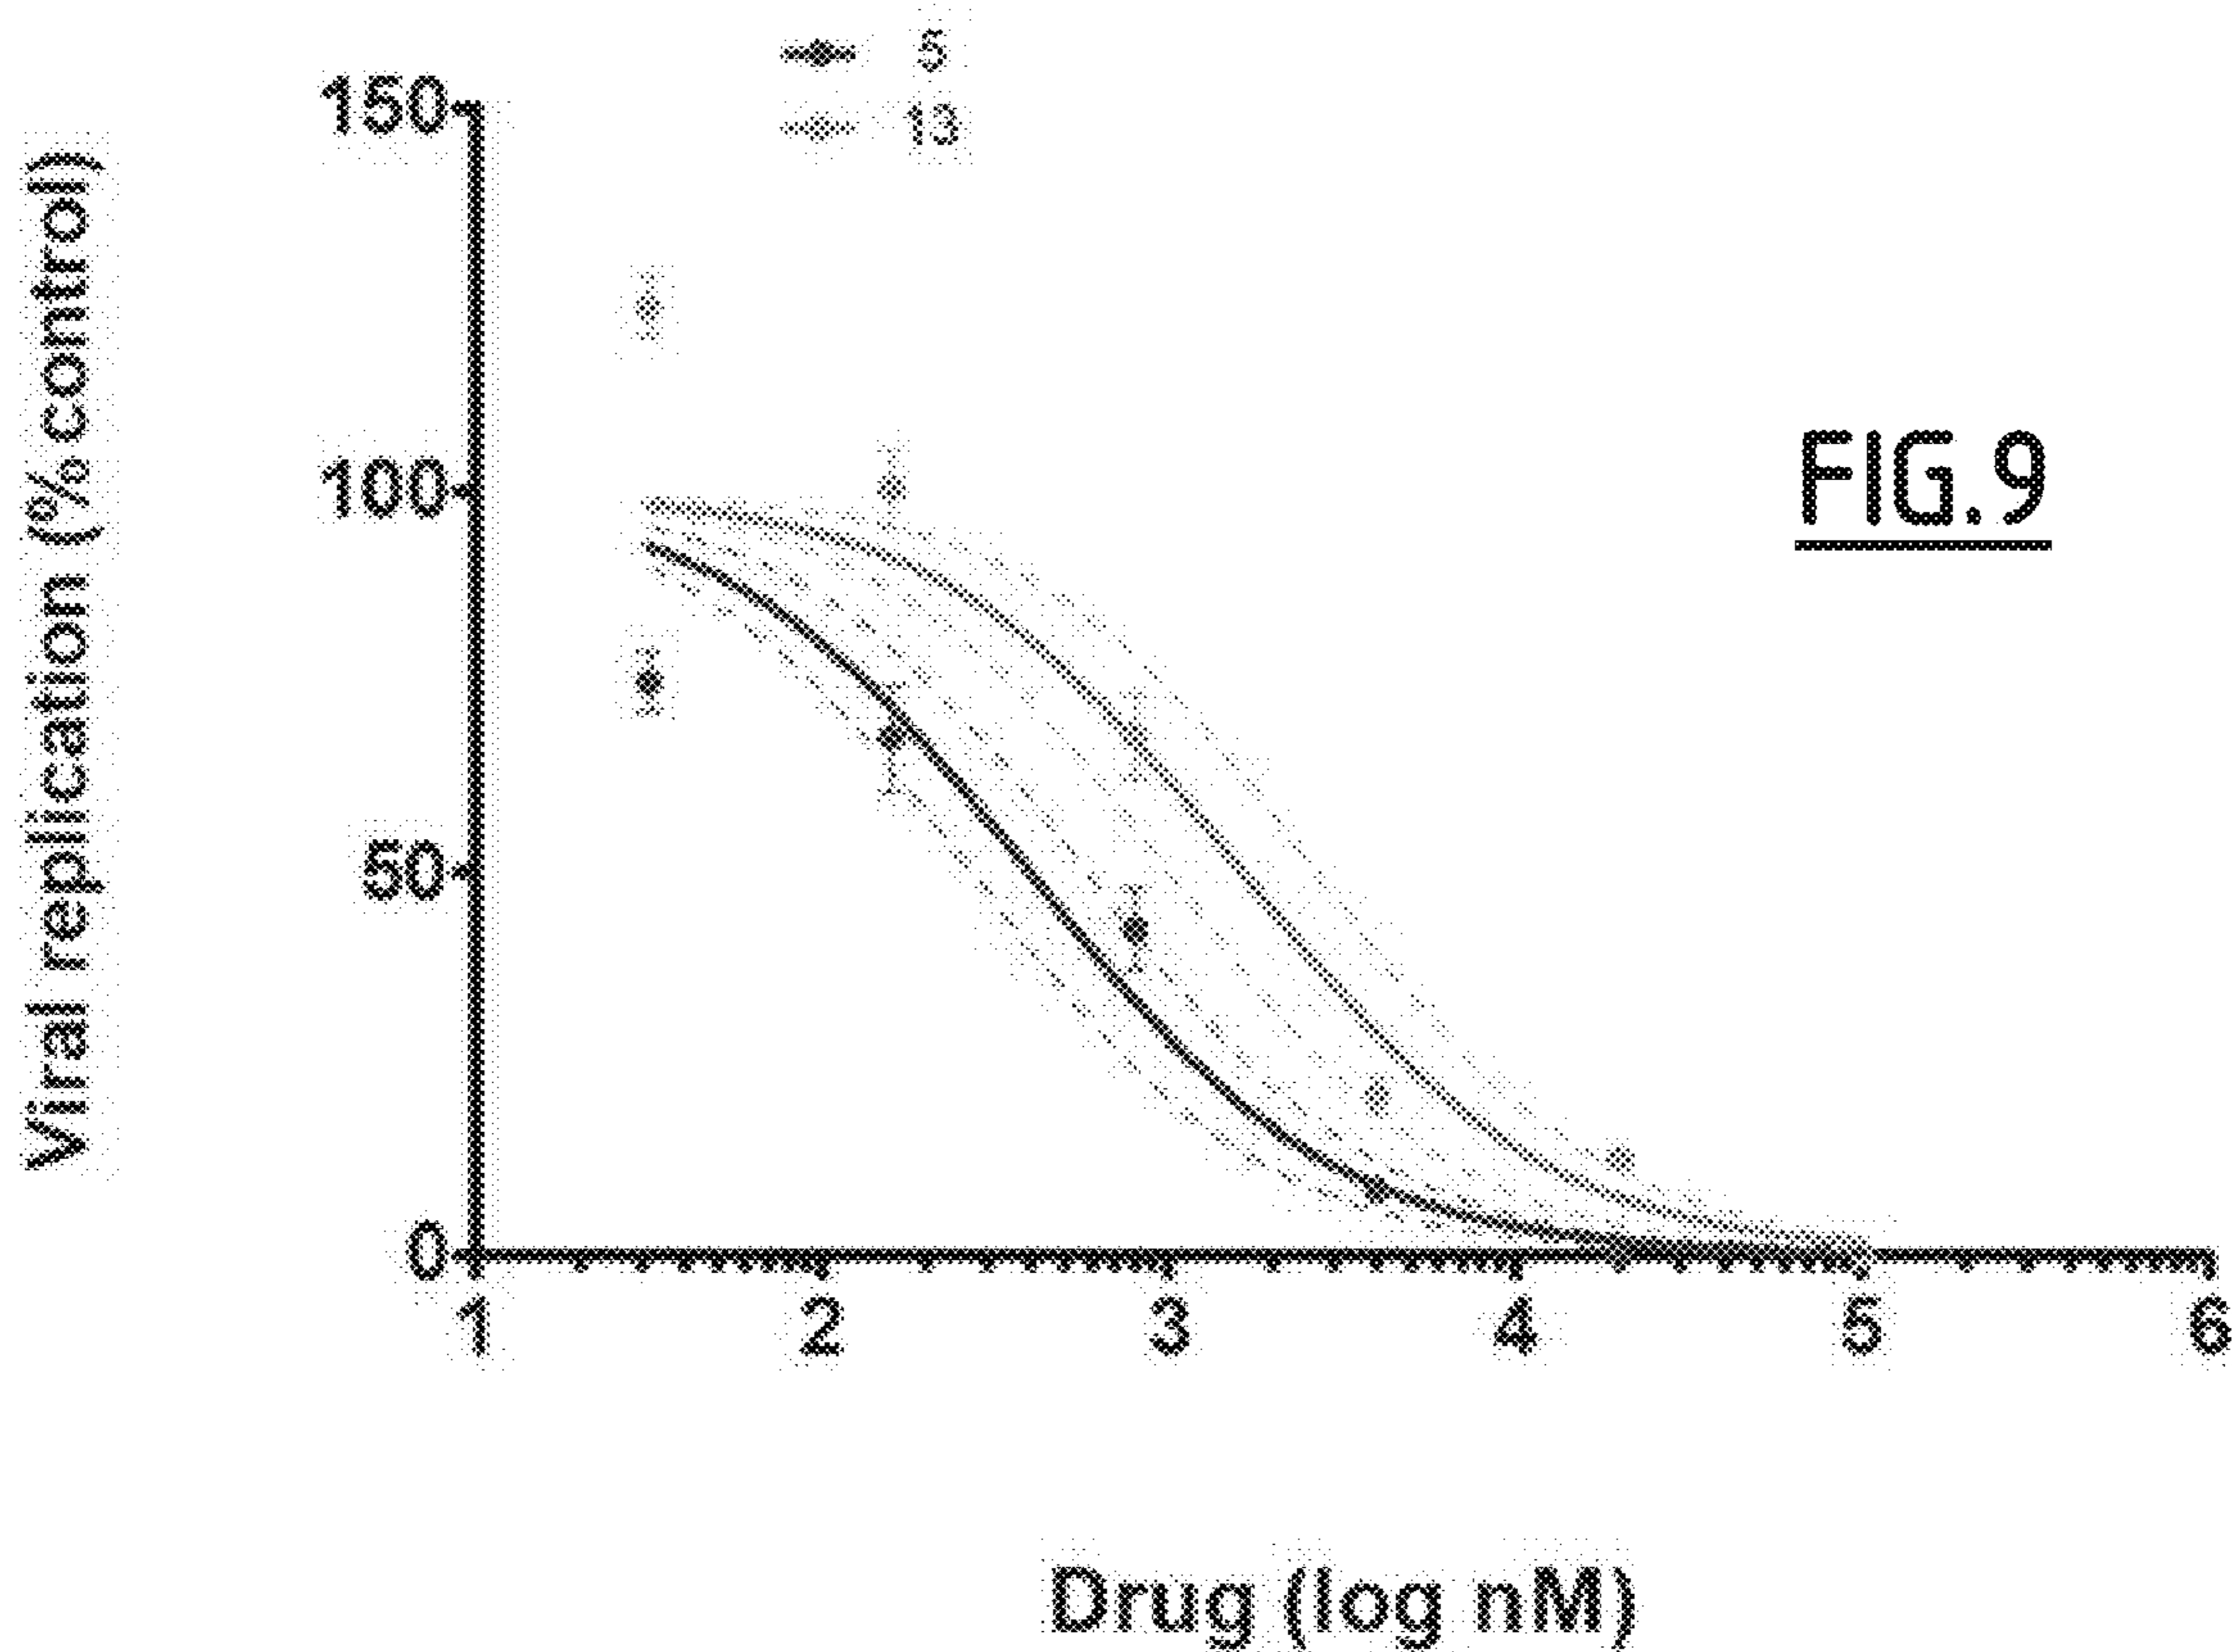 5
13
150
100
50
0
Viral replication (% control)
FIG.9
1 2 3 4 5 6
Drug (log nM)